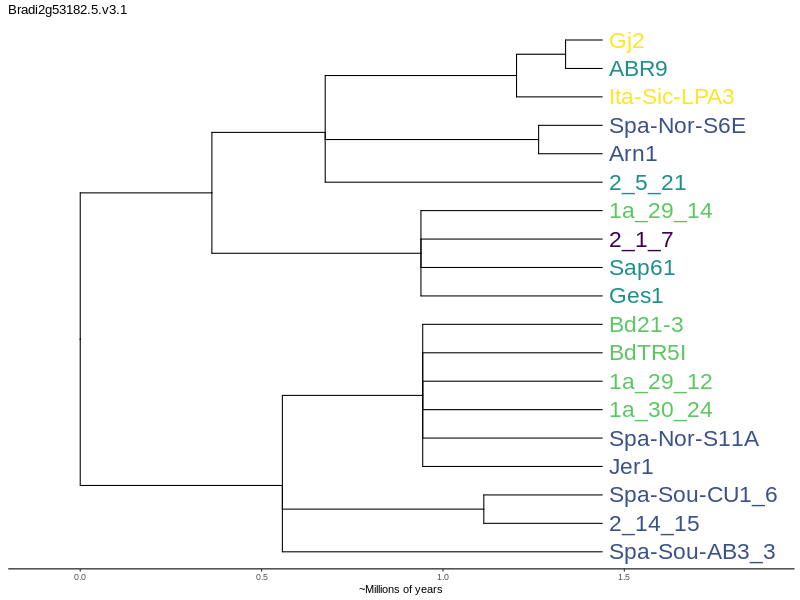 Bradi2g53182.5.v3.1
Gj2
ABR9
Ita-Sic-LPA3
Spa-Nor-S6E
Arn1
2_5_21
1a_29_14
2_1_7
Sap61
Ges1
Bd21-3
BdTR5I
1a_29_12
1a_30_24
Spa-Nor-S11A
Jer1
Spa-Sou-CU1_6
2_14_15
Spa-Sou-AB3_3
0.0 0.5 1.0 1.5
~Millions of years